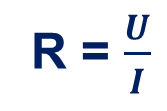 R = U/I